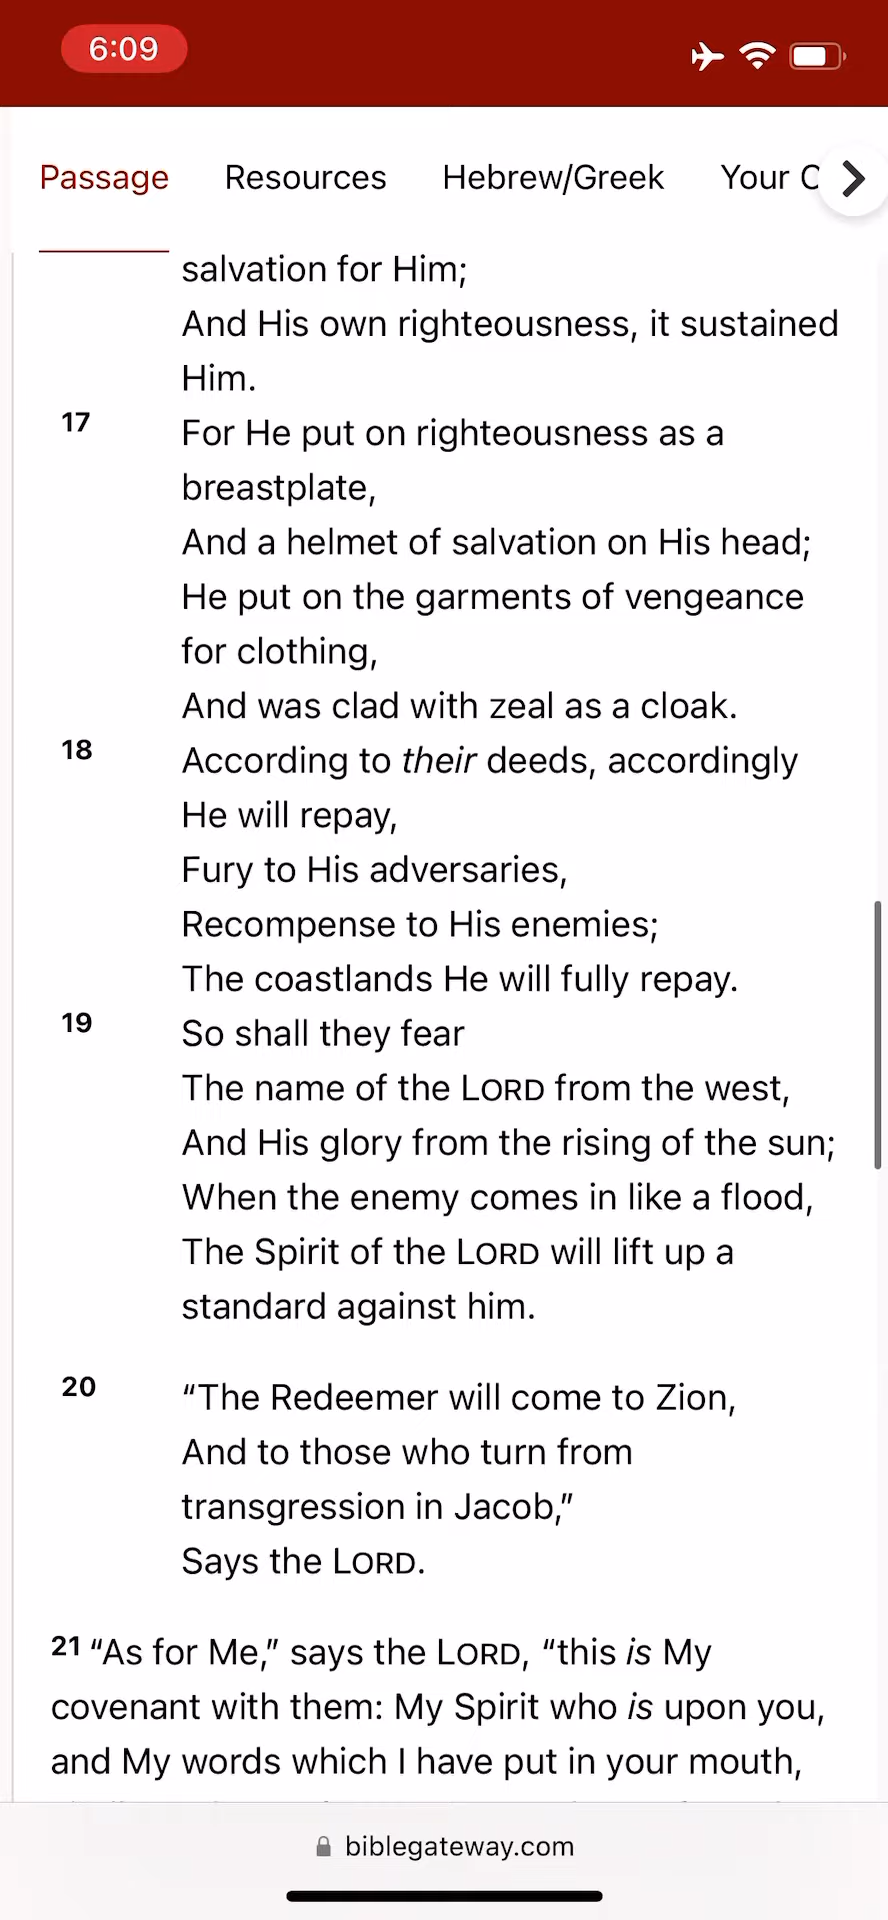 6:09
Passage Resources Hebrew/Greek Your
salvation for Him;
And His own righteousness, it sustained
Him.
17 For He put on righteousness as a
breastplate,
And a helmet of salvation on His head;
He put on the garments of vengeance
for clothing,
And was clad with zeal as a cloak.
18 According to their deeds, accordingly
He will repay,
Fury to His adversaries,
Recompense to His enemies;
The coastlands He will fully repay.
19 So shall they fear
The name of the LORD from the west,
And His glory from the rising of the sun;
When the enemy comes in like a flood,
The Spirit of the LORD will lift up a
standard against him.
20 “The Redeemer will come to Zion,
And to those who turn from
transgression in Jacob,”
Says the LORD.
21 “As for Me,” says the LORD, “this is My
covenant with them: My Spirit who is upon you,
and My words which I have put in your mouth,
biblegateway.com